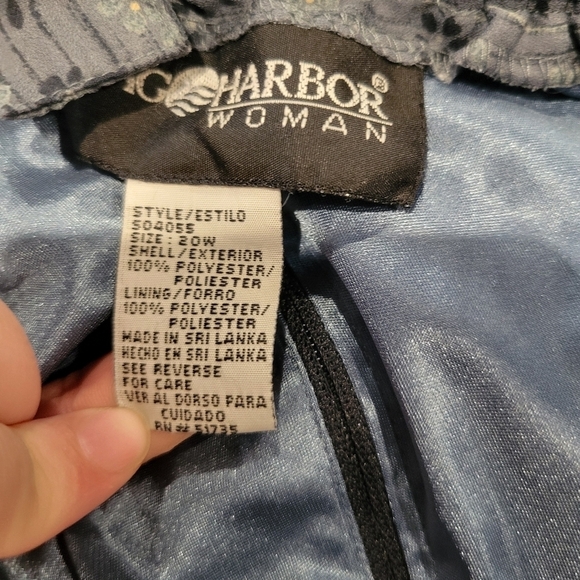 G HARBOR®
WOMAN
STYLE/ESTILO
S04055
SIZE: 20W
SHELL/EXTERIOR
100% POLYESTER/
POLIESTER
LINING/FORRO
100% POLYESTER/
POLIESTER
MADE IN SRI LANKA
HECHO EN SRI LANKA
SEE REVERSE
FOR CARE
VER AL DORSO PARA
CUIDADO
RN# 51735